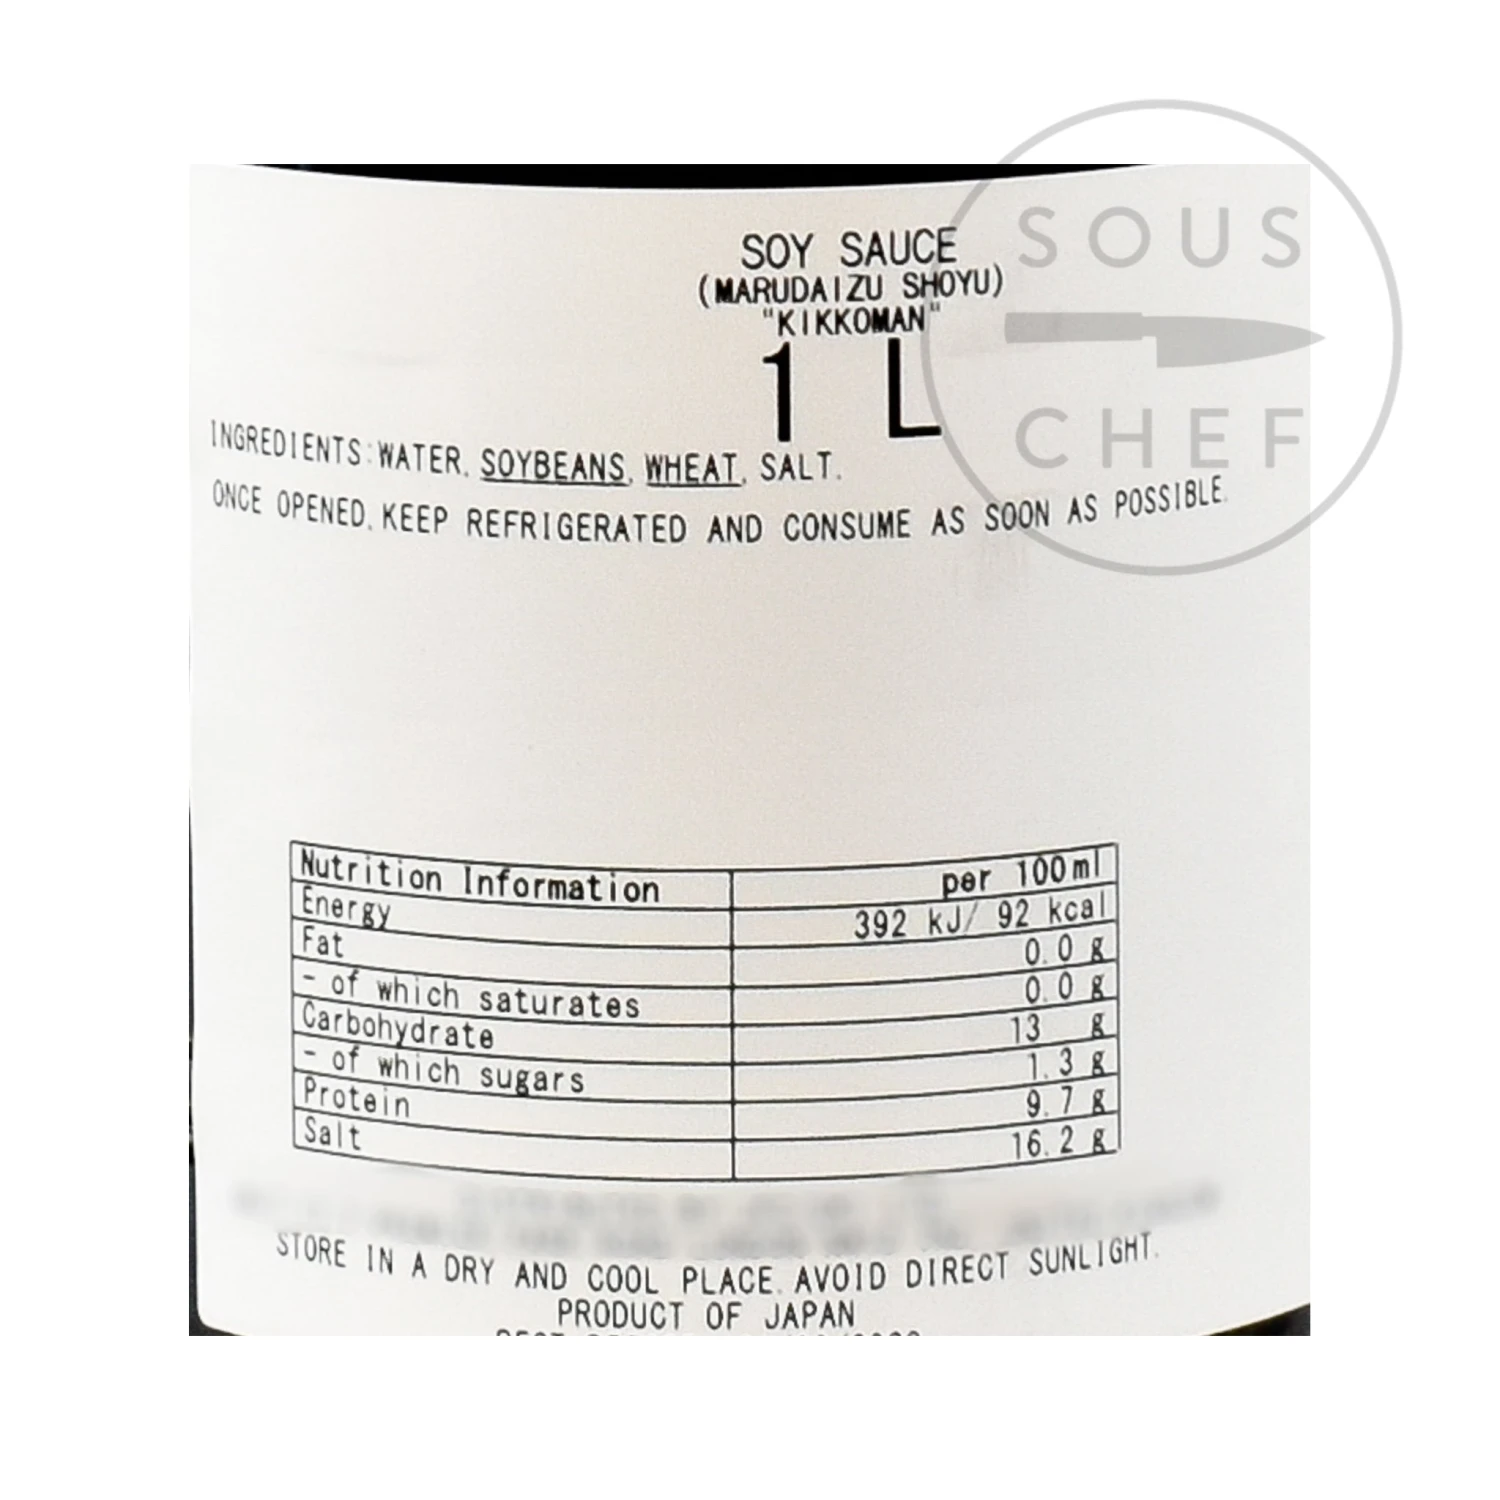 SOUS
CHEF
SOY SAUCE
(MARUDAIZU SHOYU)
"KIKKOMAN"
1 L
INGREDIENTS:WATER, SOYBEANS, WHEAT, SALT.
ONCE OPENED, KEEP REFRIGERATED AND CONSUME AS SOON AS POSSIBLE.
Nutrition Information per 100ml
Energy 392 kJ/ 92 kcal
Fat 0.0 g
- of which saturates 0.0 g
Carbohydrate 13 g
- of which sugars 1.3 g
Protein 9.7 g
Salt 16.2 g
STORE IN A DRY AND COOL PLACE. AVOID DIRECT SUNLIGHT.
PRODUCT OF JAPAN